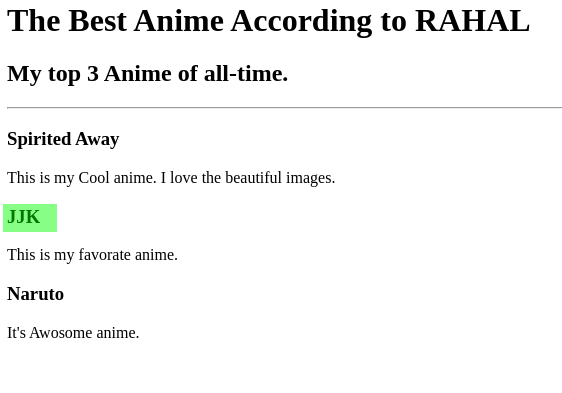 The Best Anime According to RAHAL
My top 3 Anime of all-time.
Spirited Away
This is my Cool anime. I love the beautiful images.
JJK
This is my favorate anime.
Naruto
It's Awosome anime.